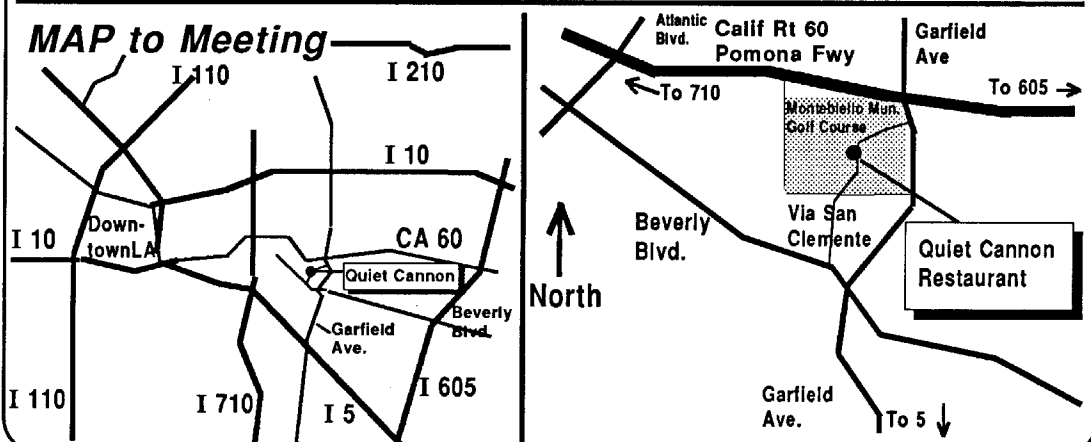 MAP to Meeting
I 110
I 210
I 10
Down-
townLA
I 10
CA 60
Quiet Cannon
Beverly
Blvd.
Garfield
Ave.
I 110
I 710
I 5
I 605
North
Atlantic
Blvd.
Calif Rt 60
Pomona Fwy
Garfield
Ave
To 710
To 605
Montebello Mun.
Golf Course
Beverly
Blvd.
Via San
Clemente
Quiet Cannon
Restaurant
Garfield
Ave.
To 5